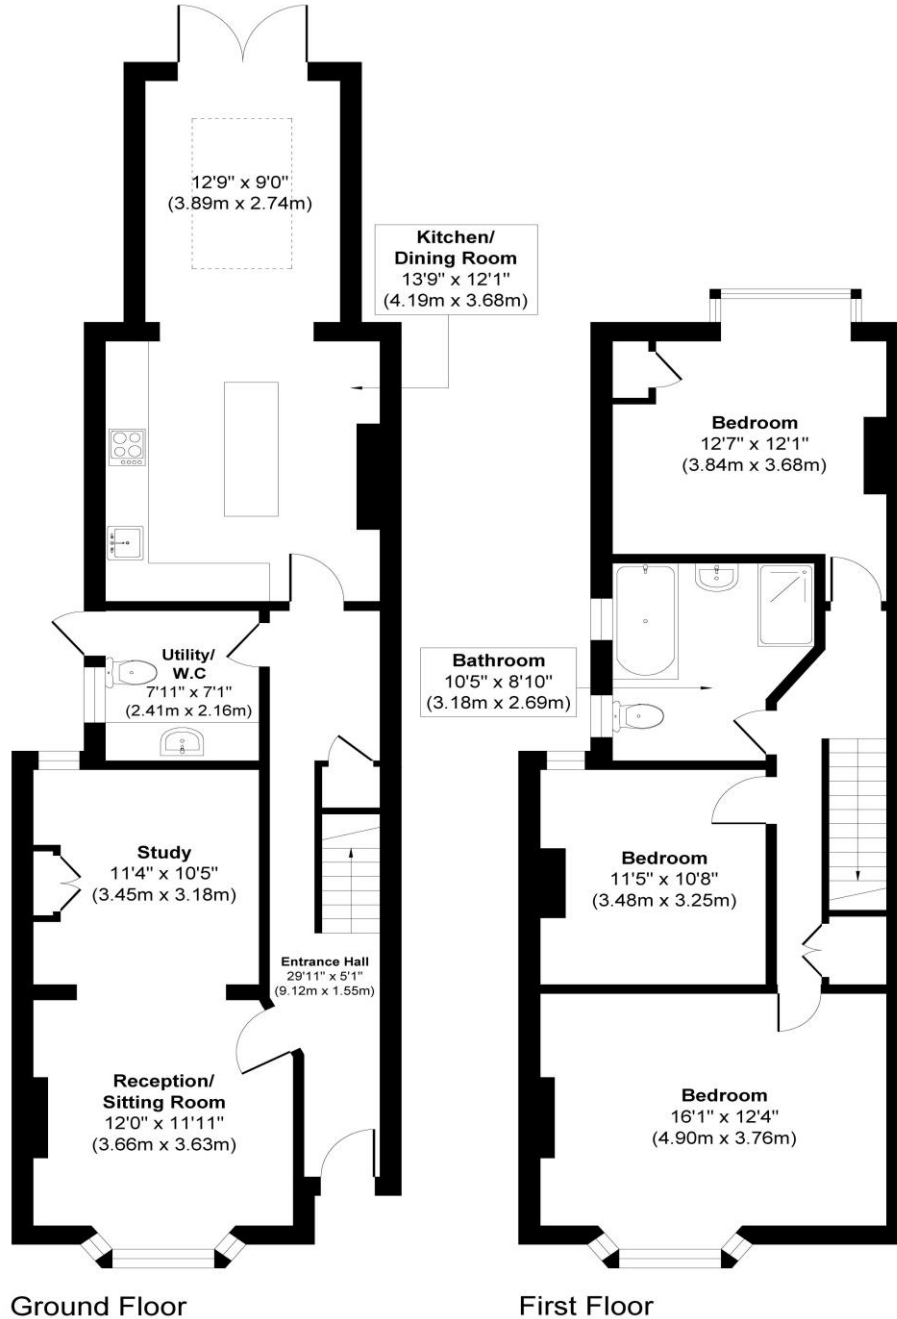 12'9" x 9'0"
(3.89m x 2.74m)
Kitchen/
Dining Room
13'9" x 12'1"
(4.19m x 3.68m)
Utility/
W.C
7'11" x 7'1"
(2.41m x 2.16m)
Study
11'4" x 10'5"
(3.45m x 3.18m)
Entrance Hall
29'11" x 5'1"
(9.12m x 1.55m)
Reception/
Sitting Room
12'0" x 11'11"
(3.66m x 3.63m)
Ground Floor
Bedroom
12'7" x 12'1"
(3.84m x 3.68m)
Bathroom
10'5" x 8'10"
(3.18m x 2.69m)
Bedroom
11'5" x 10'8"
(3.48m x 3.25m)
Bedroom
16'1" x 12'4"
(4.90m x 3.76m)
First Floor